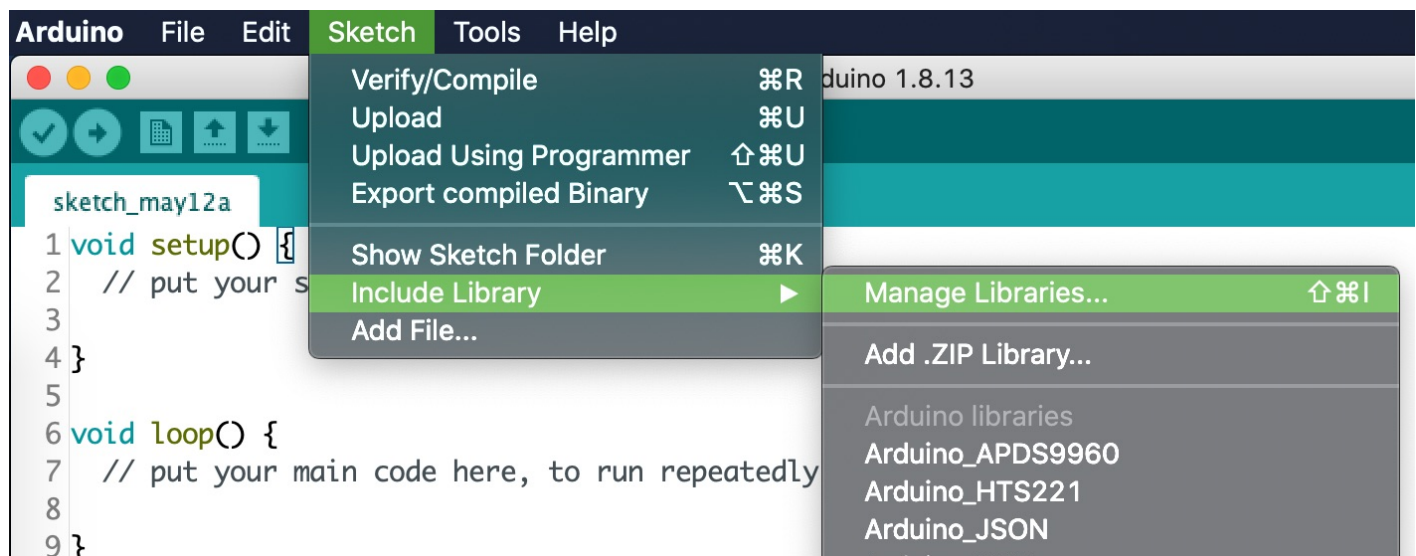 Arduino File Edit Sketch Tools Help
duino 1.8.13
Verify/Compile ⌘R
Upload ⌘U
Upload Using Programmer ⇧⌘U
Export compiled Binary ⌥⌘S
Show Sketch Folder ⌘K
Include Library ▶
Add File...
Manage Libraries... ⇧⌘I
Add .ZIP Library...
Arduino libraries
Arduino_APDS9960
Arduino_HTS221
Arduino_JSON
sketch_may12a
1 void setup() {
2 // put your s
3
4 }
5
6 void loop() {
7 // put your main code here, to run repeatedly
8
9 }